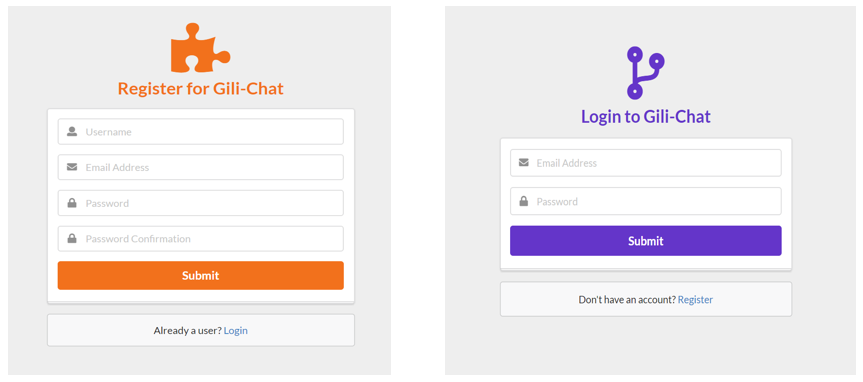 Register for Gili-Chat
Username
Email Address
Password
Password Confirmation
Submit
Already a user? Login
Login to Gili-Chat
Email Address
Password
Submit
Don't have an account? Register